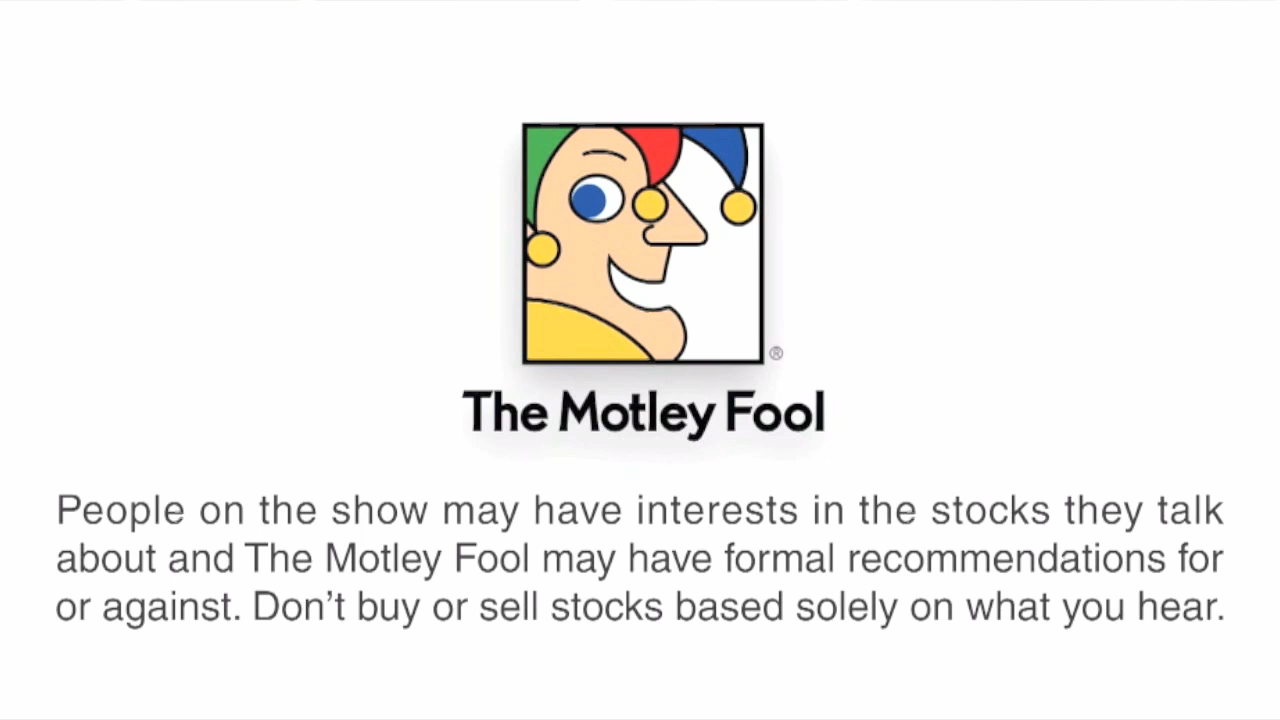 ®
The Motley Fool
People on the show may have interests in the stocks they talk
about and The Motley Fool may have formal recommendations for
or against. Don’t buy or sell stocks based solely on what you hear.